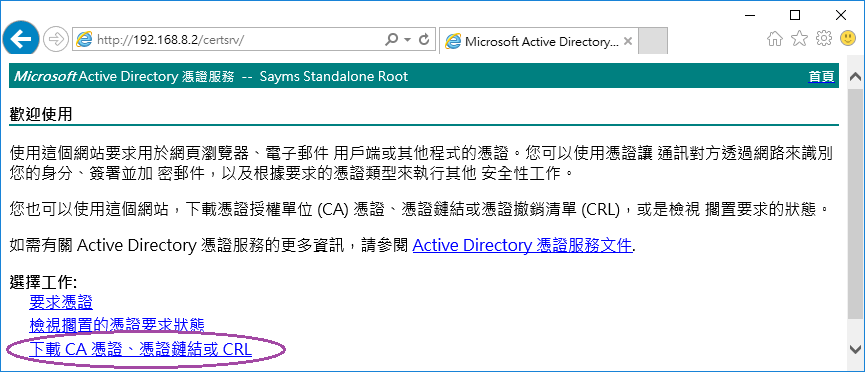 http://192.168.8.2/certsrv/
Microsoft Active Directory...
Microsoft Active Directory 憑證服務 -- Sayms Standalone Root
首頁
歡迎使用
使用這個網站要求用於網頁瀏覽器、電子郵件 用戶端或其他程式的憑證。您可以使用憑證讓 通訊對方透過網路來識別
您的身分、簽署並加 密郵件，以及根據要求的憑證類型來執行其他 安全性工作。
您也可以使用這個網站，下載憑證授權單位 (CA) 憑證、憑證鏈結或憑證撤銷清單 (CRL)，或是檢視 擱置要求的狀態。
如需有關 Active Directory 憑證服務的更多資訊，請參閱 Active Directory 憑證服務文件.
選擇工作:
要求憑證
檢視擱置的憑證要求狀態
下載 CA 憑證、憑證鏈結或 CRL